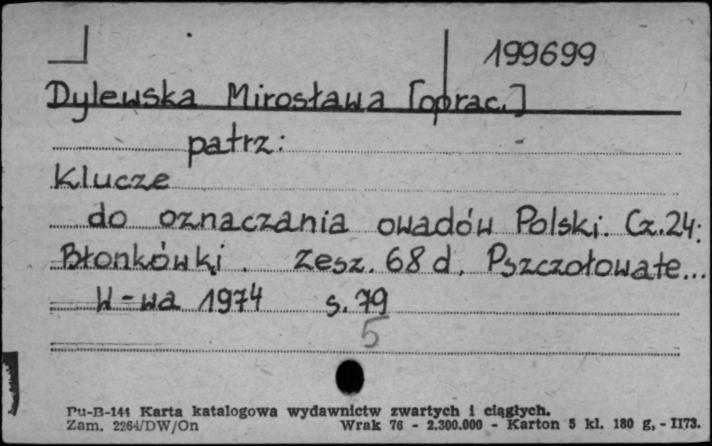 199699
Dylewska Mirosława [oprac.]
patrz:
Klucze
do oznaczania owadów Polski. Cz.24:
Błonkówki. Zesz. 68 d. Pszczołowate...
W-wa 1974 s. 79
5
Pu-B-144 Karta katalogowa wydawnictw zwartych i ciągłych.
Zam. 2264/DW/On Wrak 76 - 2.300.000 - Karton 5 kl. 180 g, - II73.